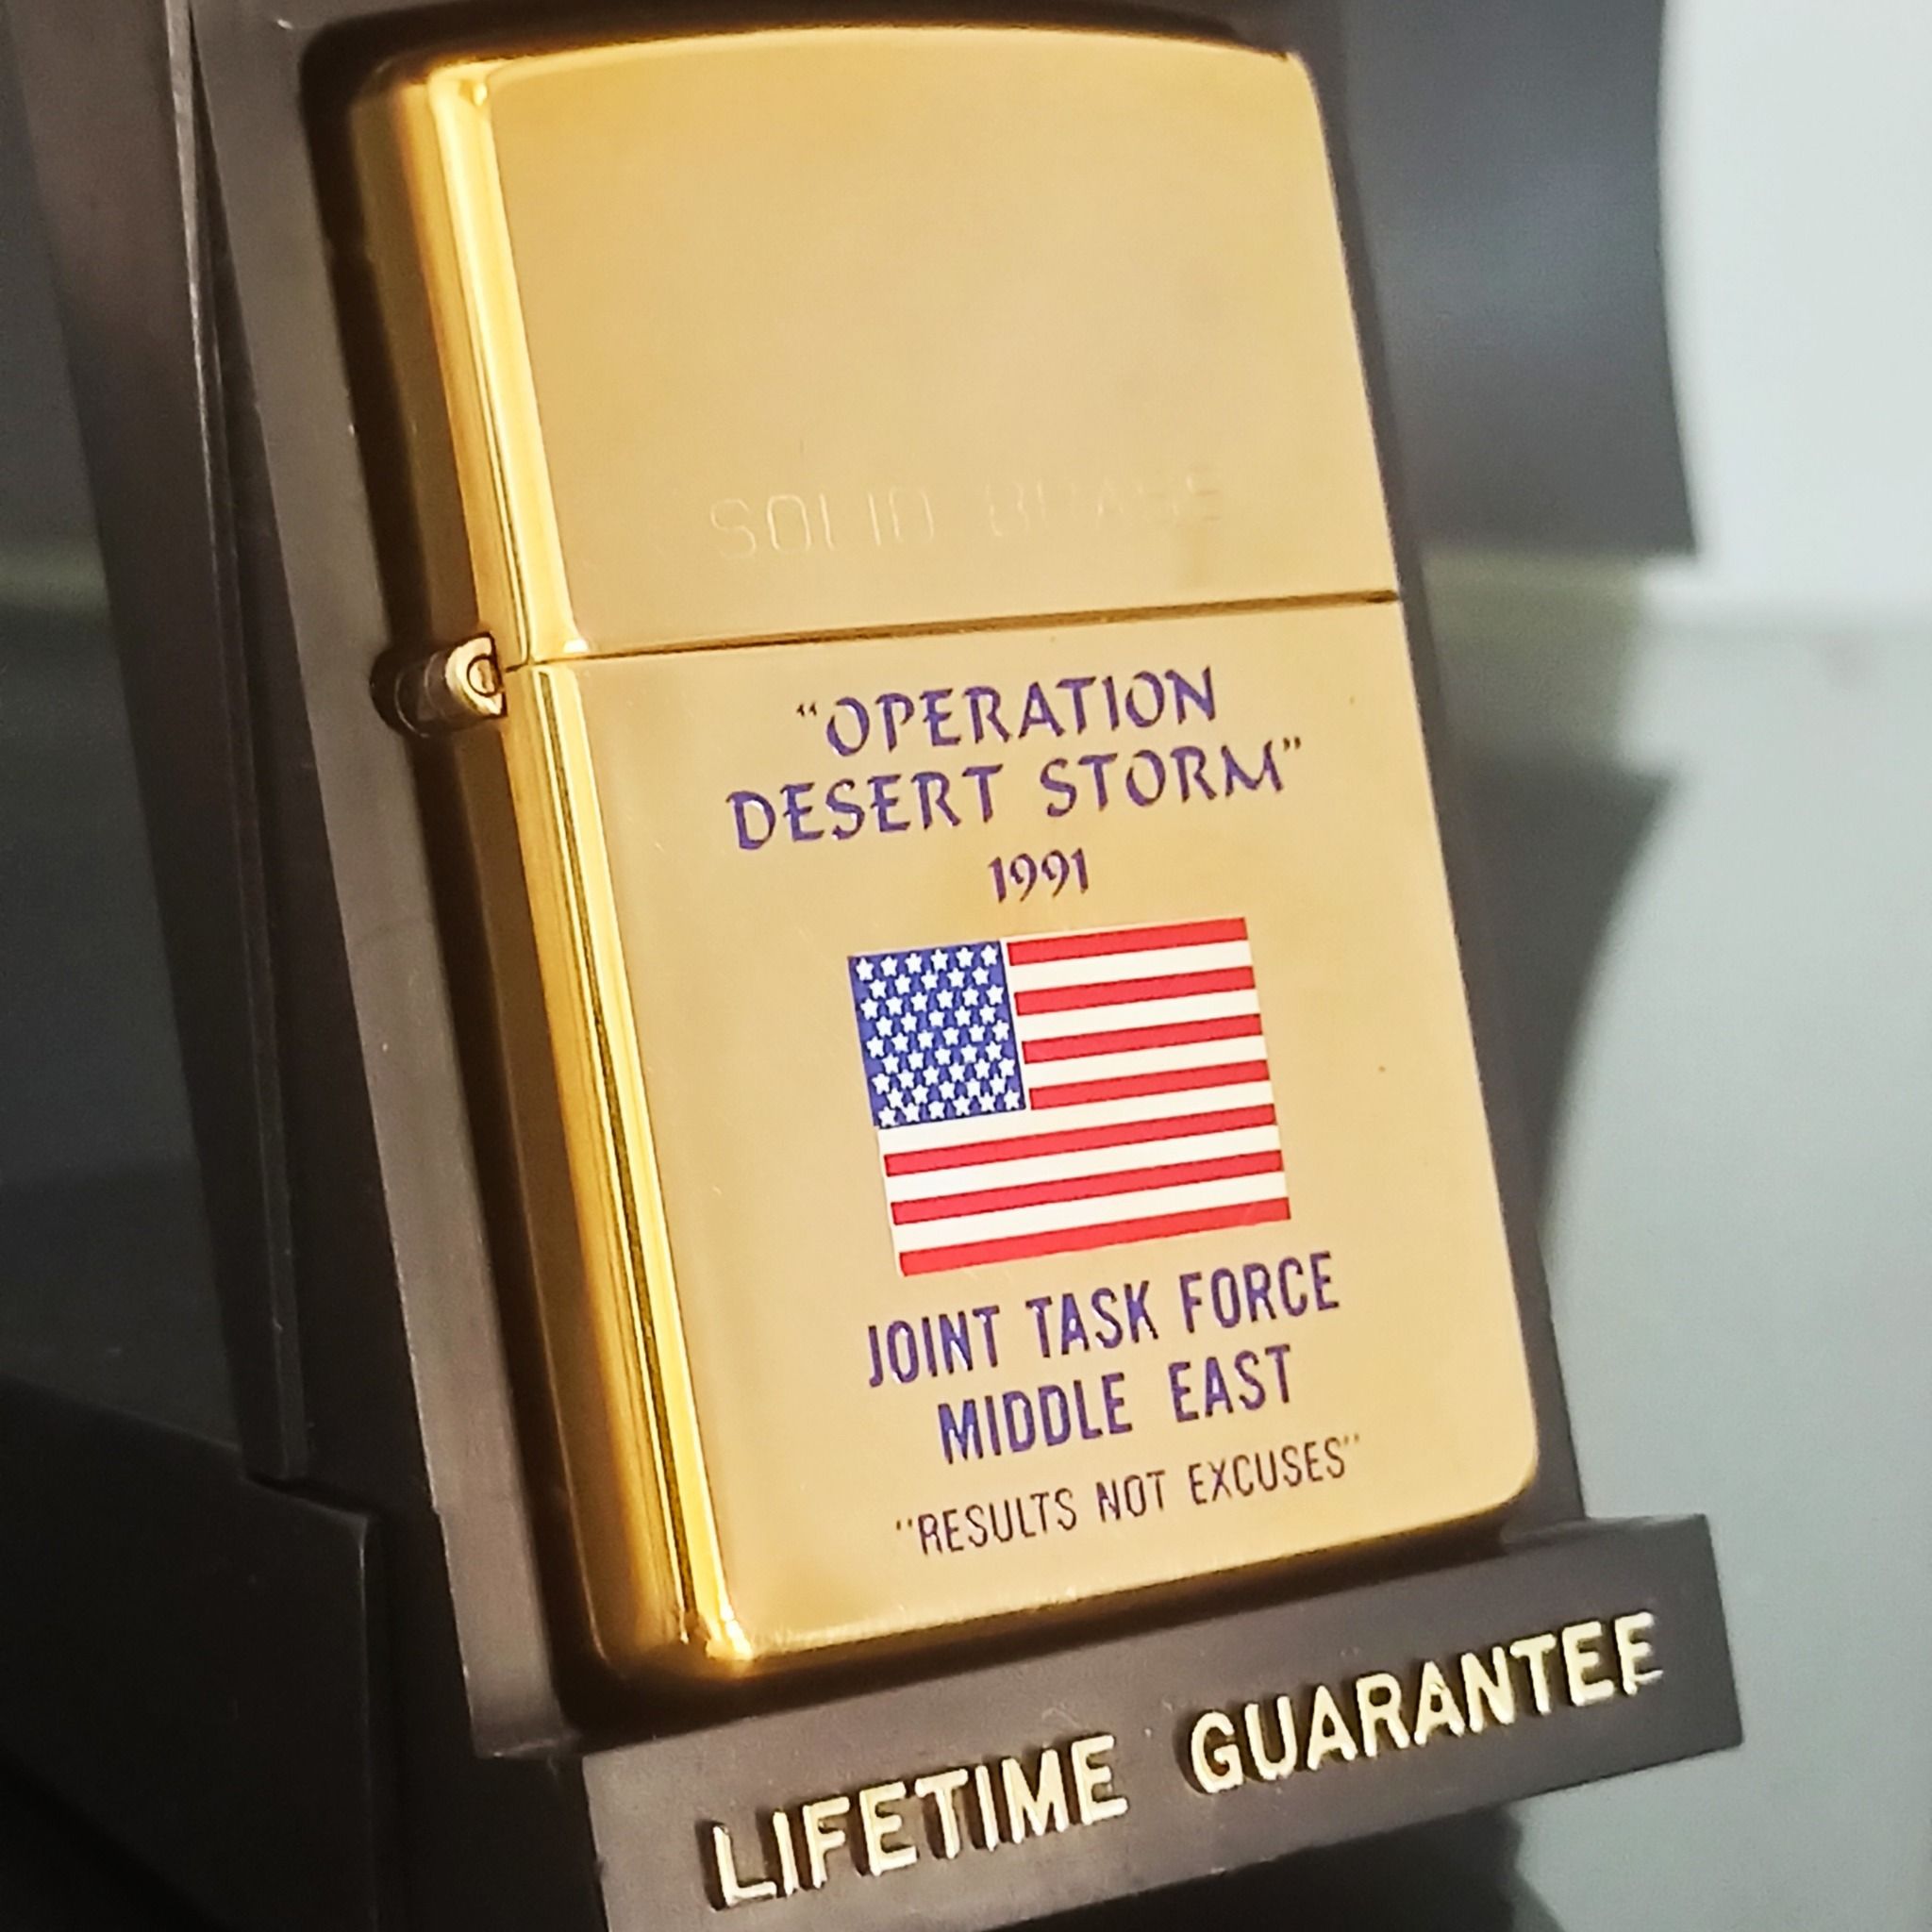 SOLID BRASS
“OPERATION
DESERT STORM”
1991
JOINT TASK FORCE
MIDDLE EAST
"RESULTS NOT EXCUSES"
LIFETIME GUARANTEE